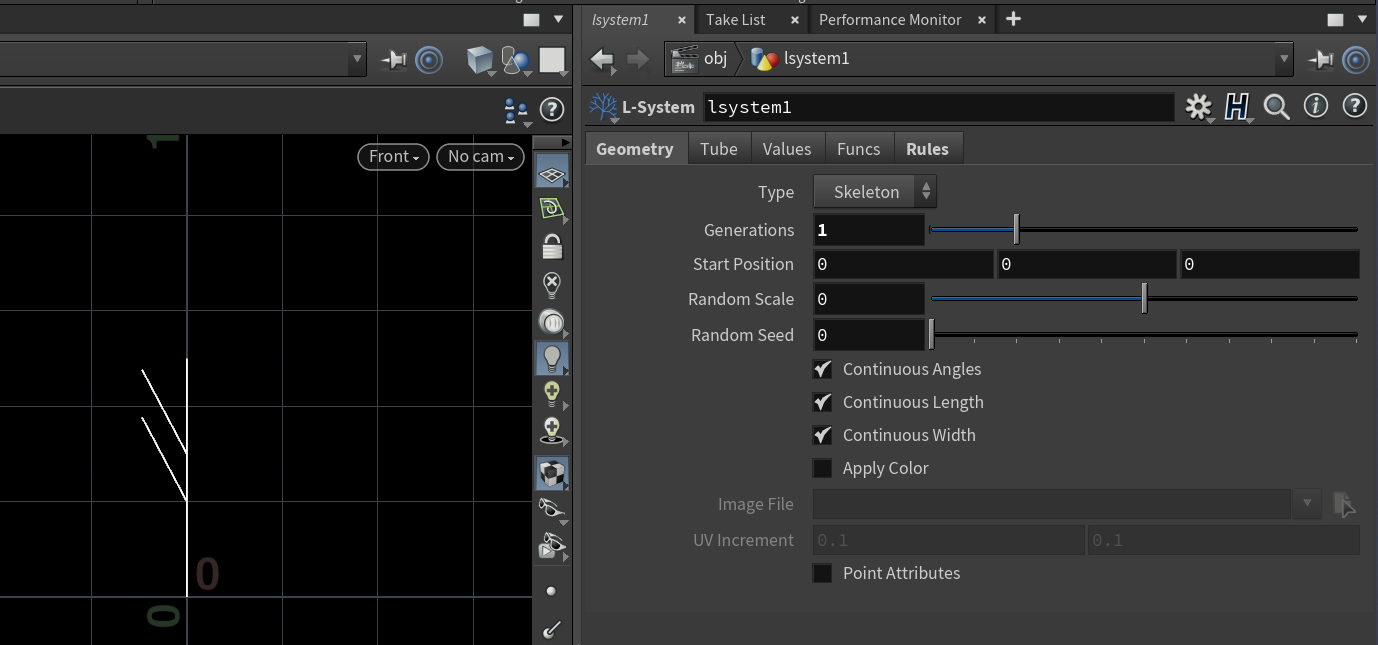 lsystem1 × Take List × Performance Monitor × +
obj lsystem1
L-System lsystem1
Front No cam
Geometry Tube Values Funcs Rules
Type Skeleton
Generations 1
Start Position 0 0 0
Random Scale 0
Random Seed 0
Continuous Angles
Continuous Length
Continuous Width
Apply Color
Image File
UV Increment 0.1 0.1
Point Attributes
1
0
0